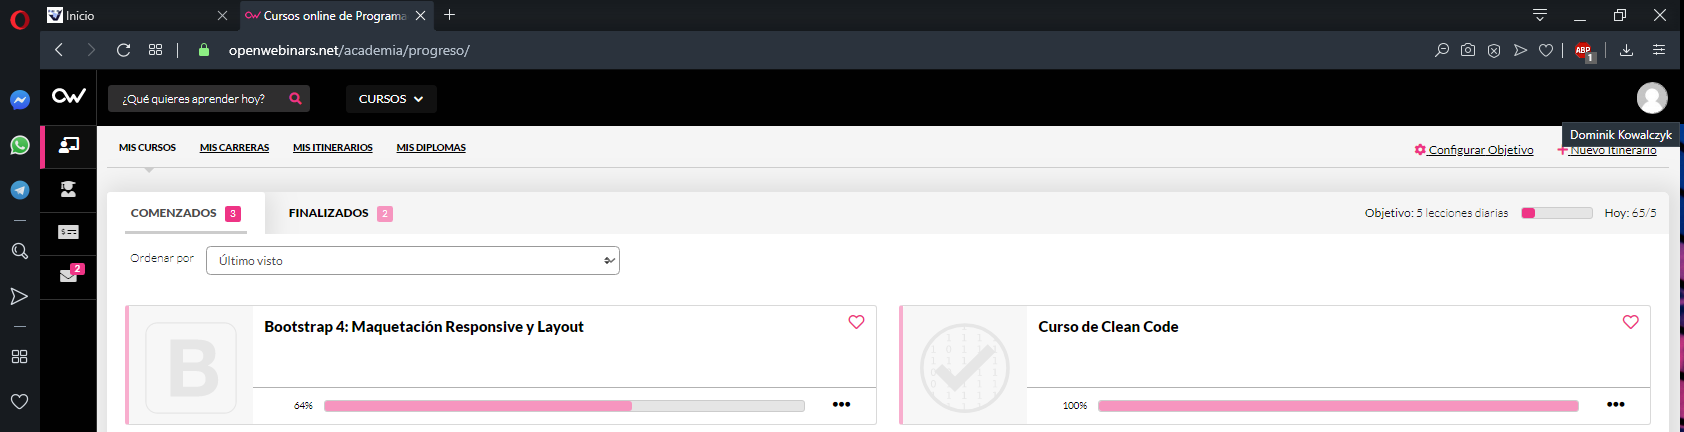 Inicio
Cursos online de Programa
openwebinars.net/academia/progreso/
ABP
1
OW
¿Qué quieres aprender hoy?
CURSOS
Dominik Kowalczyk
MIS CURSOS
MIS CARRERAS
MIS ITINERARIOS
MIS DIPLOMAS
Configurar Objetivo
Nuevo Itinerario
COMENZADOS 3
FINALIZADOS 2
Objetivo: 5 lecciones diarias
Hoy: 65/5
Ordenar por
Último visto
2
B
Bootstrap 4: Maquetación Responsive y Layout
64%
Curso de Clean Code
100%